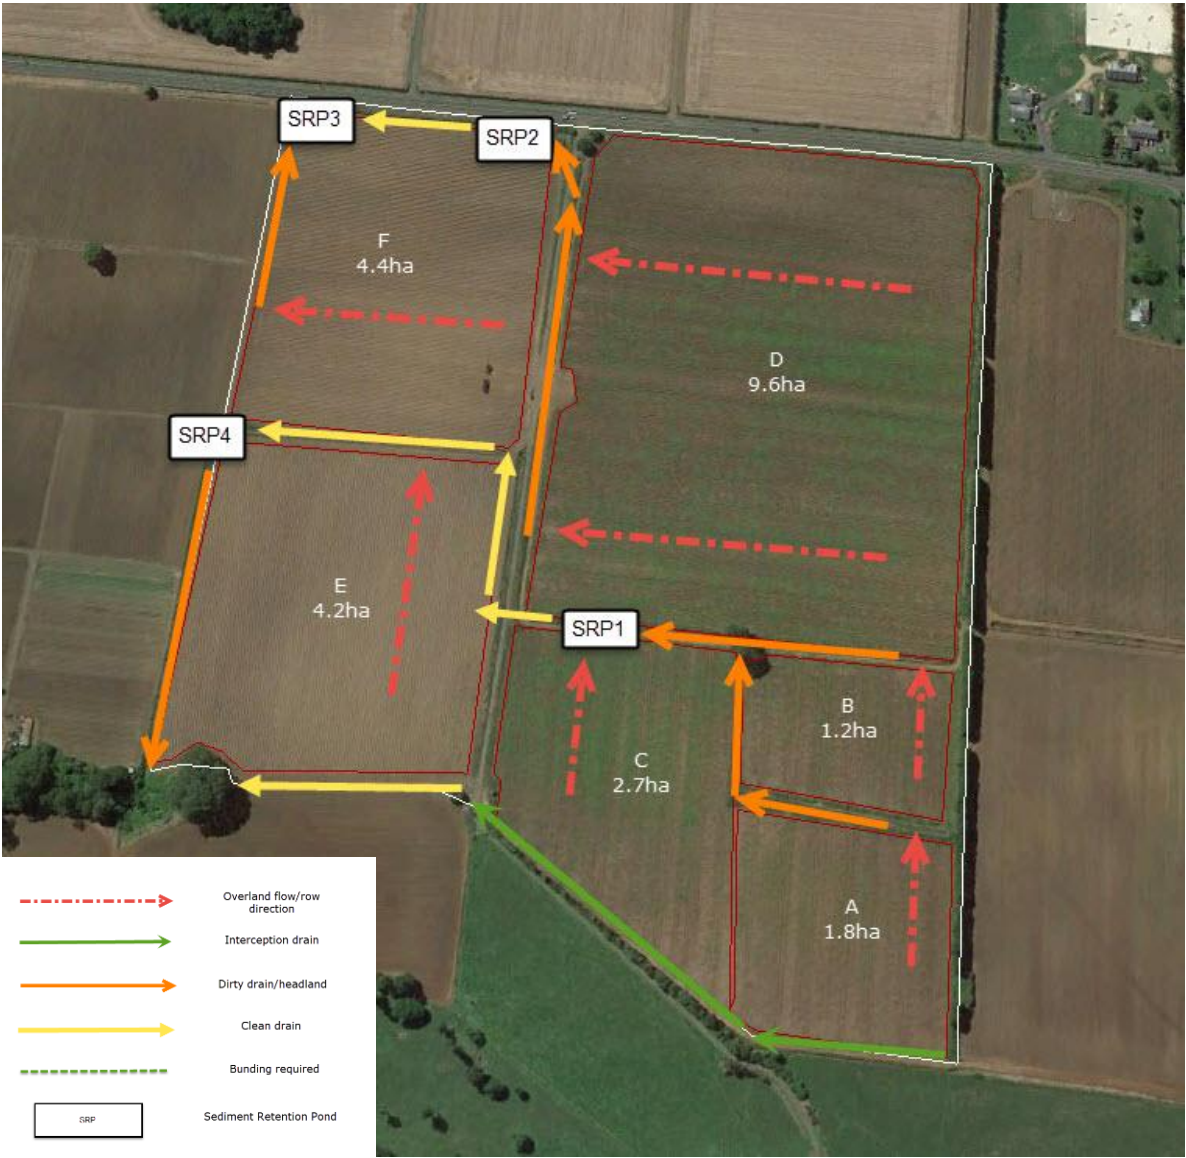 SRP3
SRP2
F
4.4ha
D
9.6ha
SRP4
E
4.2ha
SRP1
B
1.2ha
C
2.7ha
A
1.8ha
Overland flow/row
direction
Interception drain
Dirty drain/headland
Clean drain
Bunding required
SRP
Sediment Retention Pond